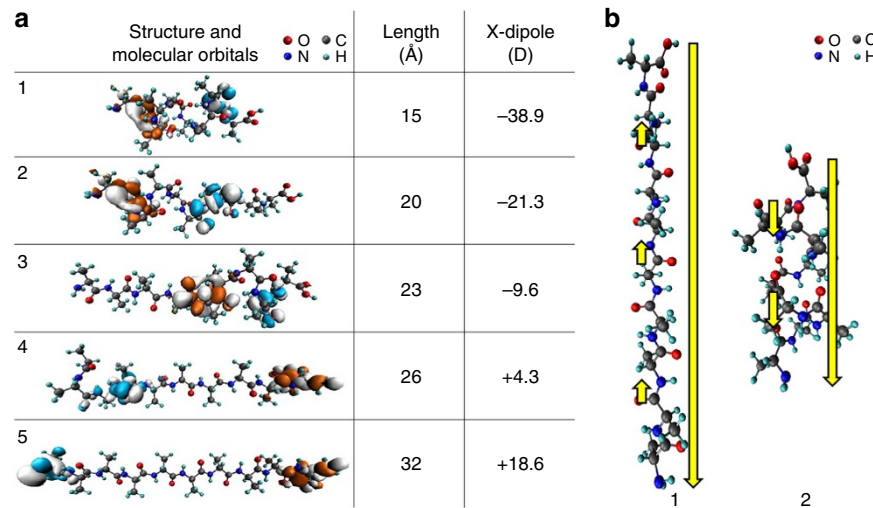 a
Structure and
molecular orbitals
O C
N H
Length
(Å)
X-dipole
(D)
1
15
–38.9
2
20
–21.3
3
23
–9.6
4
26
+4.3
5
32
+18.6
b
O C
N H
1
2